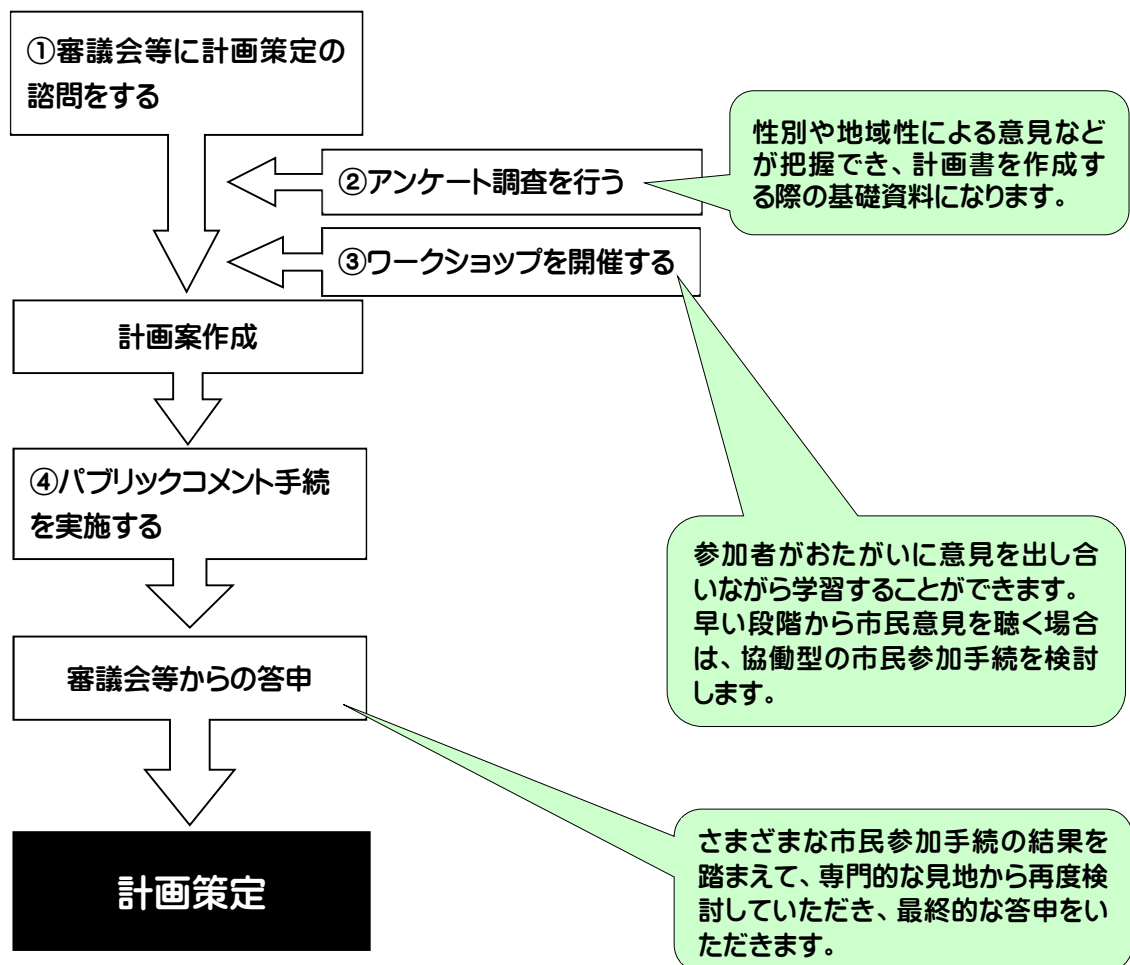 ①審議会等に計画策定の
諮問をする
性別や地域性による意見など
が把握でき、計画書を作成す
る際の基礎資料になります。
②アンケート調査を行う
③ワークショップを開催する
計画案作成
④パブリックコメント手続
を実施する
参加者がおたがいに意見を出し合
いながら学習することができます。
早い段階から市民意見を聴く場合
は、協働型の市民参加手続を検討
します。
審議会等からの答申
さまざまな市民参加手続の結果を
踏まえて、専門的な見地から再度検
討していただき、最終的な答申をい
ただきます。
計画策定